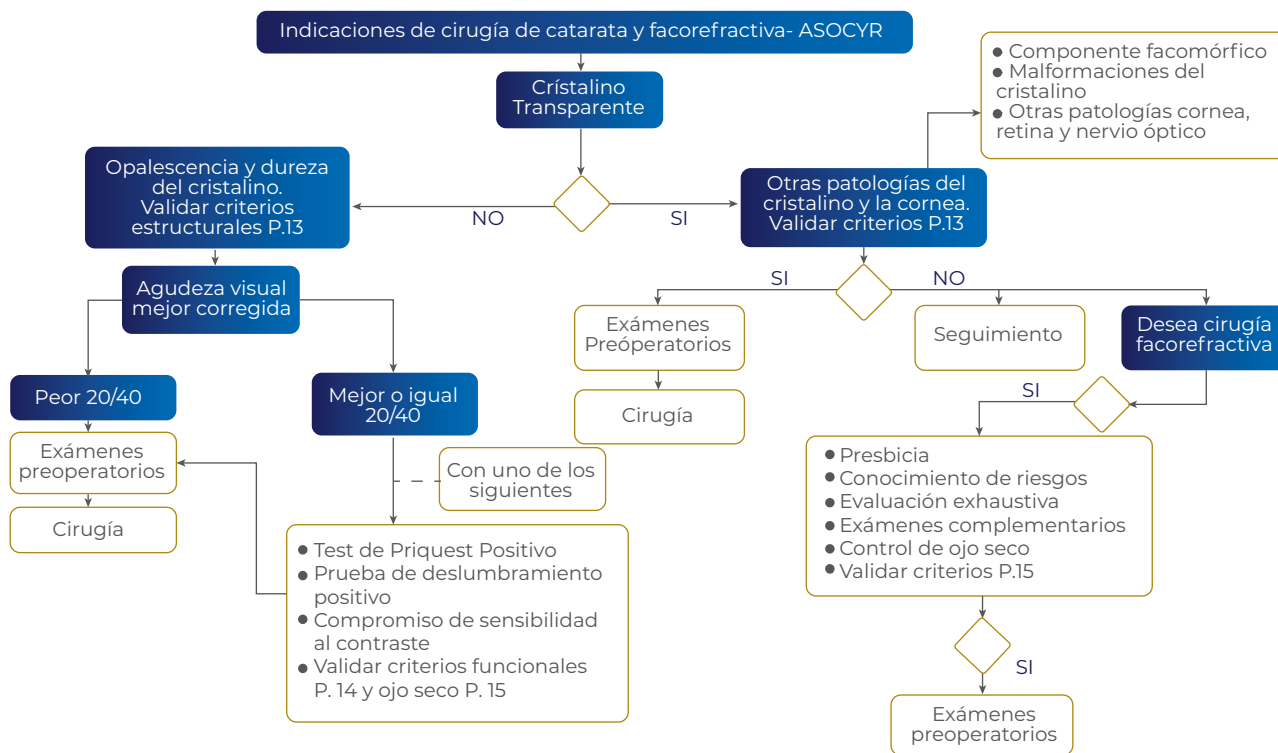 Indicaciones de cirugía de catarata y facorefractiva- ASOCYR
Crístalino
Transparente
● Componente facomórfico
● Malformaciones del
cristalino
● Otras patologías cornea,
retina y nervio óptico
Opalescencia y dureza
del cristalino.
Validar criterios
estructurales P.13
NO
SI
Otras patologías del
cristalino y la cornea.
Validar criterios P.13
Agudeza visual
mejor corregida
SI
NO
Exámenes
Preóperatorios
Cirugía
Seguimiento
Desea cirugía
facorefractiva
Peor 20/40
Mejor o igual
20/40
Exámenes
preoperatorios
Cirugía
Con uno de los
siguientes
● Test de Priquest Positivo
● Prueba de deslumbramiento
positivo
● Compromiso de sensibilidad
al contraste
● Validar criterios funcionales
P. 14 y ojo seco P. 15
SI
● Presbicia
● Conocimiento de riesgos
● Evaluación exhaustiva
● Exámenes complementarios
● Control de ojo seco
● Validar criterios P.15
SI
Exámenes
preoperatorios